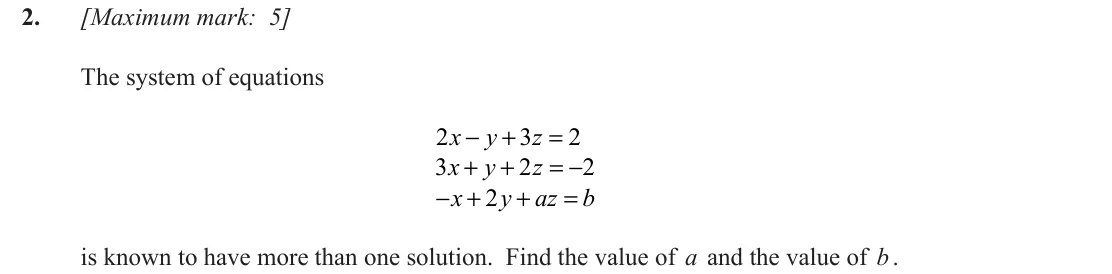 2. [Maximum mark: 5]
The system of equations
2x − y + 3z = 2
3x + y + 2z = −2
−x + 2y + az = b
is known to have more than one solution. Find the value of a and the value of b.